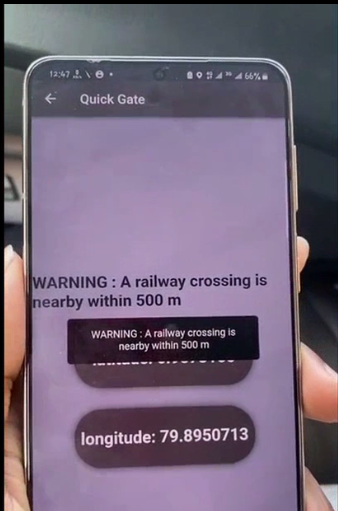 12:47
66%
Quick Gate
WARNING : A railway crossing is
nearby within 500 m
WARNING : A railway crossing is
nearby within 500 m
longitude: 79.8950713